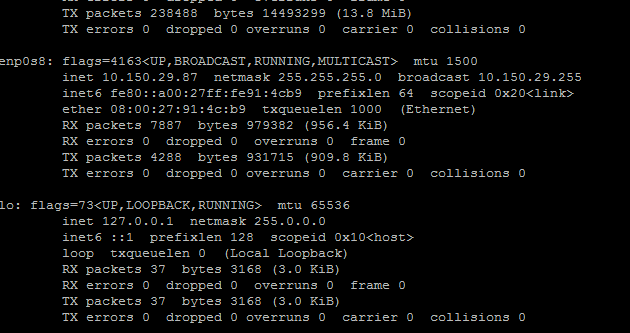 TX packets 238488 bytes 14493299 (13.8 MiB)
TX errors 0 dropped 0 overruns 0 carrier 0 collisions 0
enp0s8: flags=4163<UP,BROADCAST,RUNNING,MULTICAST> mtu 1500
inet 10.150.29.87 netmask 255.255.255.0 broadcast 10.150.29.255
inet6 fe80::a00:27ff:fe91:4cb9 prefixlen 64 scopeid 0x20<link>
ether 08:00:27:91:4c:b9 txqueuelen 1000 (Ethernet)
RX packets 7887 bytes 979382 (956.4 KiB)
RX errors 0 dropped 0 overruns 0 frame 0
TX packets 4288 bytes 931715 (909.8 KiB)
TX errors 0 dropped 0 overruns 0 carrier 0 collisions 0
lo: flags=73<UP,LOOPBACK,RUNNING> mtu 65536
inet 127.0.0.1 netmask 255.0.0.0
inet6 ::1 prefixlen 128 scopeid 0x10<host>
loop txqueuelen 0 (Local Loopback)
RX packets 37 bytes 3168 (3.0 KiB)
RX errors 0 dropped 0 overruns 0 frame 0
TX packets 37 bytes 3168 (3.0 KiB)
TX errors 0 dropped 0 overruns 0 carrier 0 collisions 0